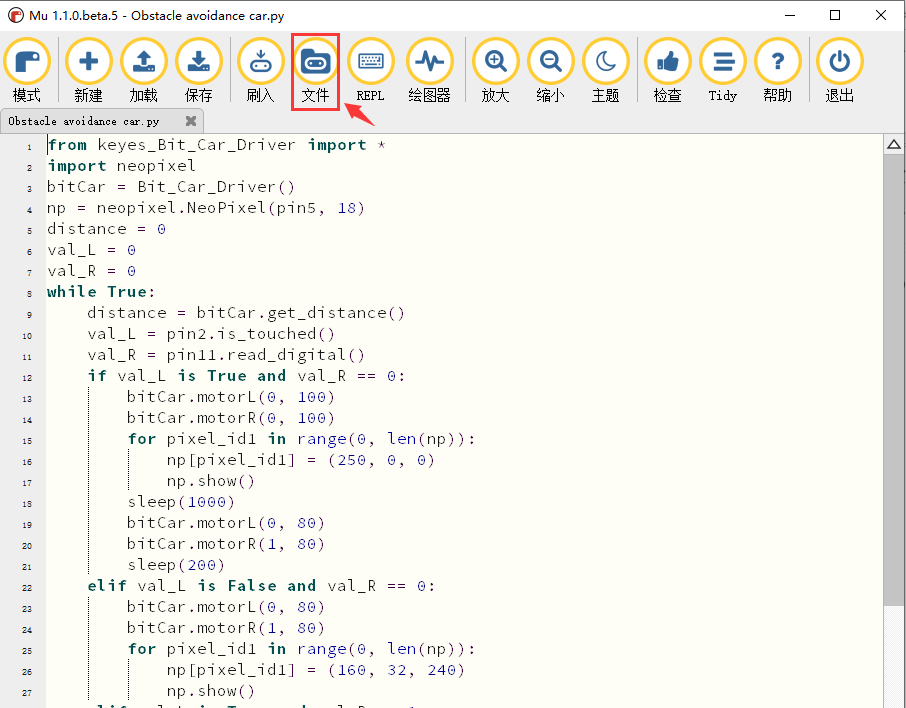 Mu 1.1.0.beta.5 - Obstacle avoidance car.py
模式 新建 加载 保存 刷入 文件 REPL 绘图器 放大 缩小 主题 检查 Tidy 帮助 退出
Obstacle avoidance car.py
1 from keyes_Bit_Car_Driver import *
2 import neopixel
3 bitCar = Bit_Car_Driver()
4 np = neopixel.NeoPixel(pin5, 18)
5 distance = 0
6 val_L = 0
7 val_R = 0
8 while True:
9     distance = bitCar.get_distance()
10     val_L = pin2.is_touched()
11     val_R = pin11.read_digital()
12     if val_L is True and val_R == 0:
13         bitCar.motorL(0, 100)
14         bitCar.motorR(0, 100)
15         for pixel_id1 in range(0, len(np)):
16             np[pixel_id1] = (250, 0, 0)
17             np.show()
18         sleep(1000)
19         bitCar.motorL(0, 80)
20         bitCar.motorR(1, 80)
21         sleep(200)
22     elif val_L is False and val_R == 0:
23         bitCar.motorL(0, 80)
24         bitCar.motorR(1, 80)
25         for pixel_id1 in range(0, len(np)):
26             np[pixel_id1] = (160, 32, 240)
27             np.show()